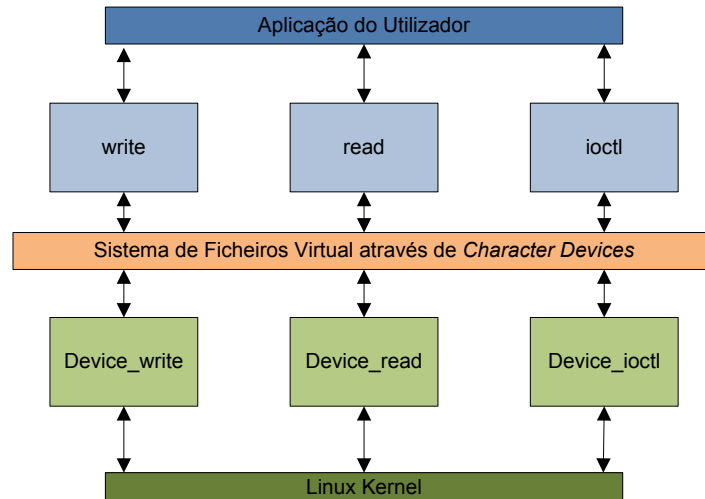 Aplicação do Utilizador
write
read
ioctl
Sistema de Ficheiros Virtual através de Character Devices
Device_write
Device_read
Device_ioctl
Linux Kernel